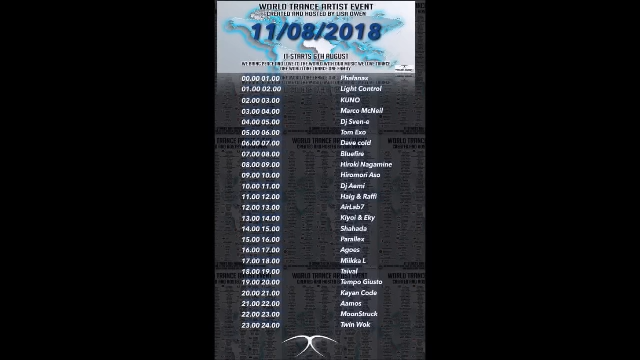 WORLD TRANCE ARTIST EVENT
CREATED AND HOSTED BY LISA OWEN
11/08/2018
IT STARTS 6TH AUGUST
00.00 01.00 Phafanax
01.00 02.00 Light Control
02.00 03.00 KUNO
03.00 04.00 Marco McNeil
04.00 05.00 Dj Sven-e
05.00 06.00 Tom Exo
06.00 07.00 Dave cold
07.00 08.00 Bluefire
08.00 09.00 Hiroki Nagamine
09.00 10.00 Hiromori Aso
10.00 11.00 Dj Aemi
11.00 12.00 Haig & Raffi
12.00 13.00 AirLab7
13.00 14.00 Kiyoi & Eky
14.00 15.00 Shahada
15.00 16.00 Parallex
16.00 17.00 Agoes
17.00 18.00 Miikka L
18.00 19.00 Taival
19.00 20.00 Tempo Giusto
20.00 21.00 Kayan Code
21.00 22.00 Aamos
22.00 23.00 MoonStruck
23.00 24.00 Twin Wok